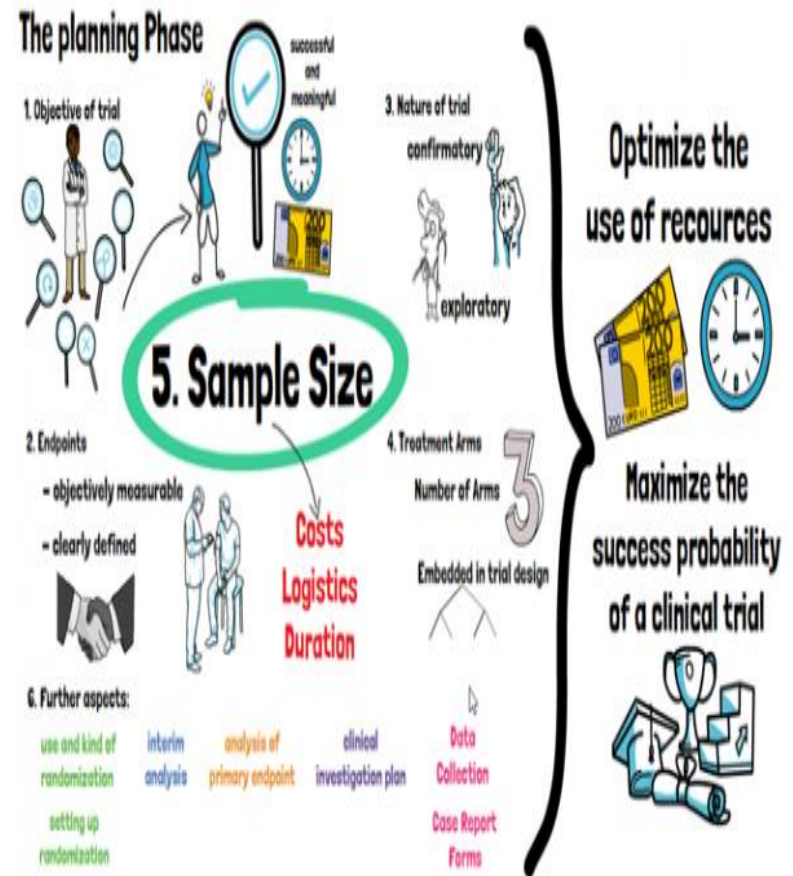 The planning Phase
successful
and
meaningful
1. Objective of trial
3. Nature of trial
confirmatory
exploratory
5. Sample Size
2. Endpoints
- objectively measurable
- clearly defined
Costs
Logistics
Duration
4. Treatment Arms
Number of Arms
3
Embedded in trial design
6. Further aspects:
use and kind of
randomization
setting up
randomization
interim
analysis
analysis of
primary endpoint
clinical
investigation plan
Data
Collection
Case Report
Forms
Optimize the
use of recources
200
200
Maximize the
success probability
of a clinical trial